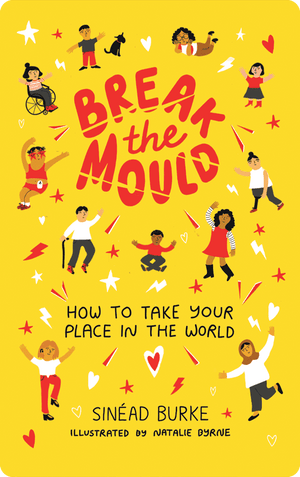 BREAK
the
MOULD
HOW TO TAKE YOUR
PLACE IN THE WORLD
SINÉAD BURKE
ILLUSTRATED BY NATALIE BYRNE